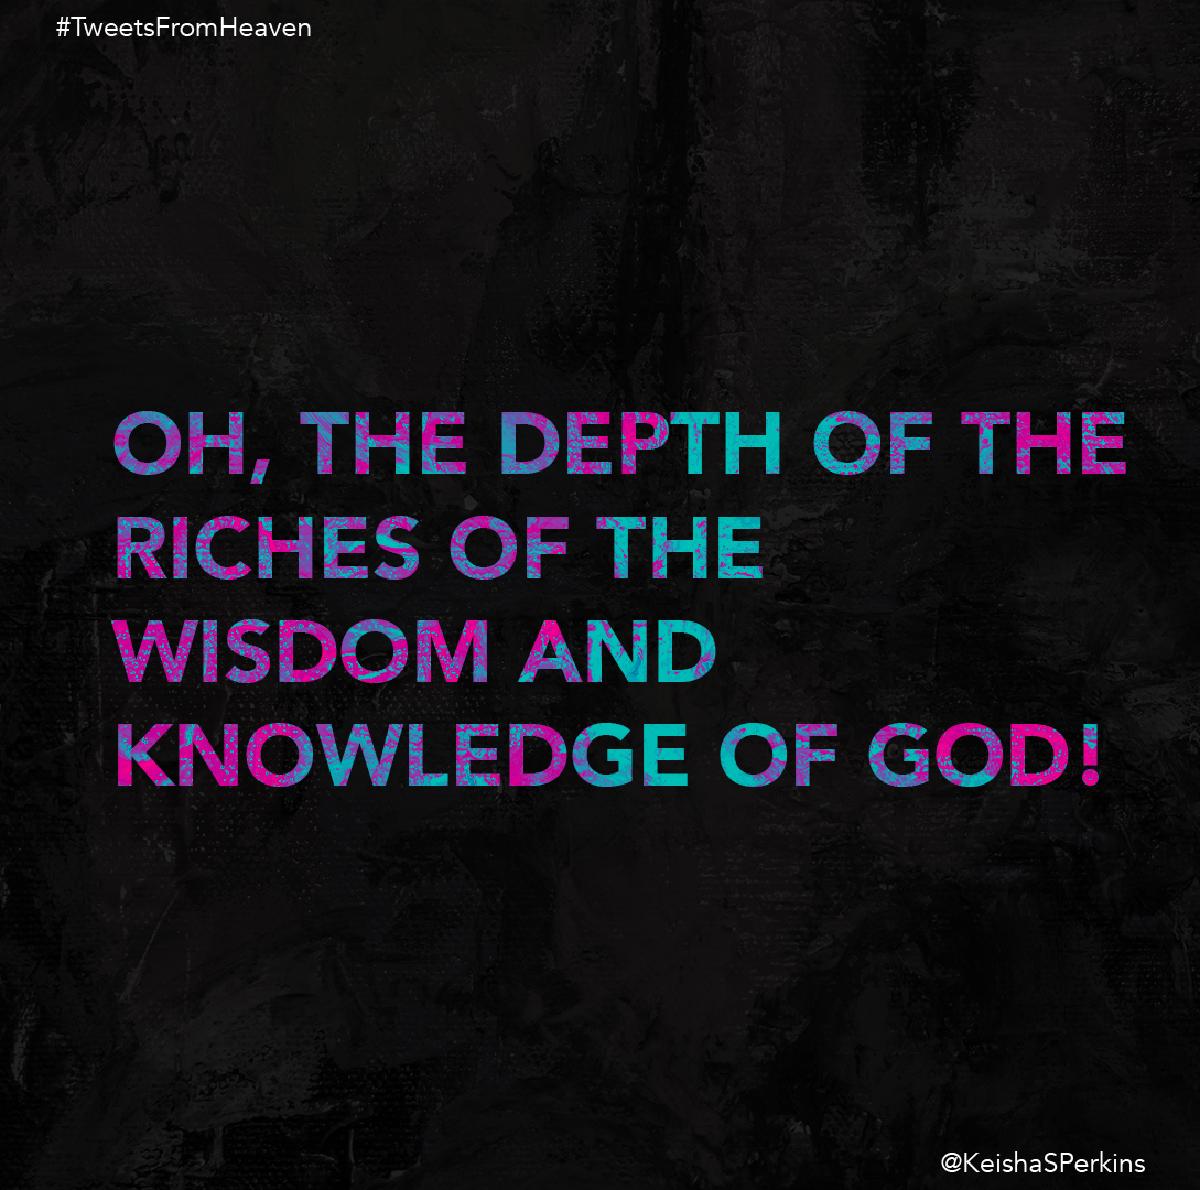 #TweetsFromHeaven
OH, THE DEPTH OF THE
RICHES OF THE
WISDOM AND
KNOWLEDGE OF GOD!
@KeishaSPerkins